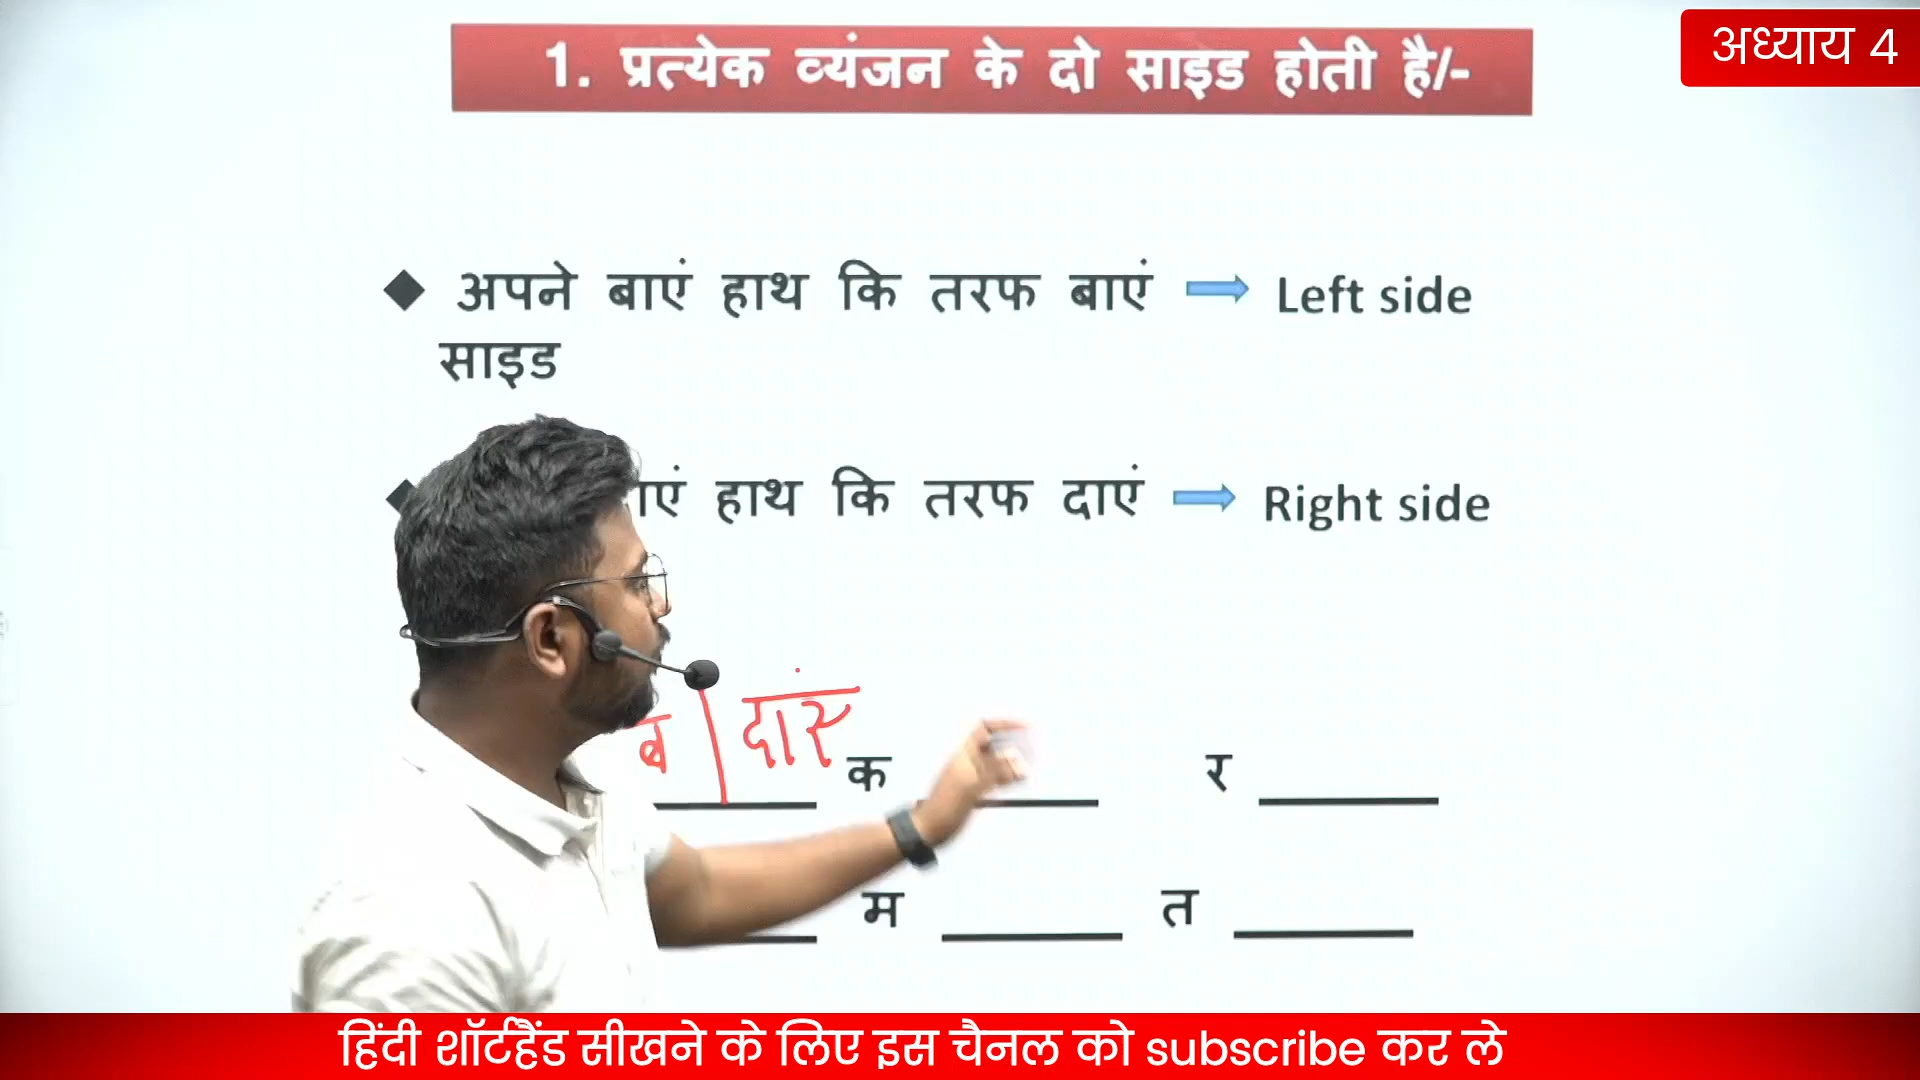 अध्याय 4
1. प्रत्येक व्यंजन के दो साइड होती है/-
अपने बाएं हाथ कि तरफ बाएं Left side
साइड
हाथ कि तरफ दाएं Right side
क र
म त
हिंदी शॉर्टहैंड सीखने के लिए इस चैनल को subscribe कर ले